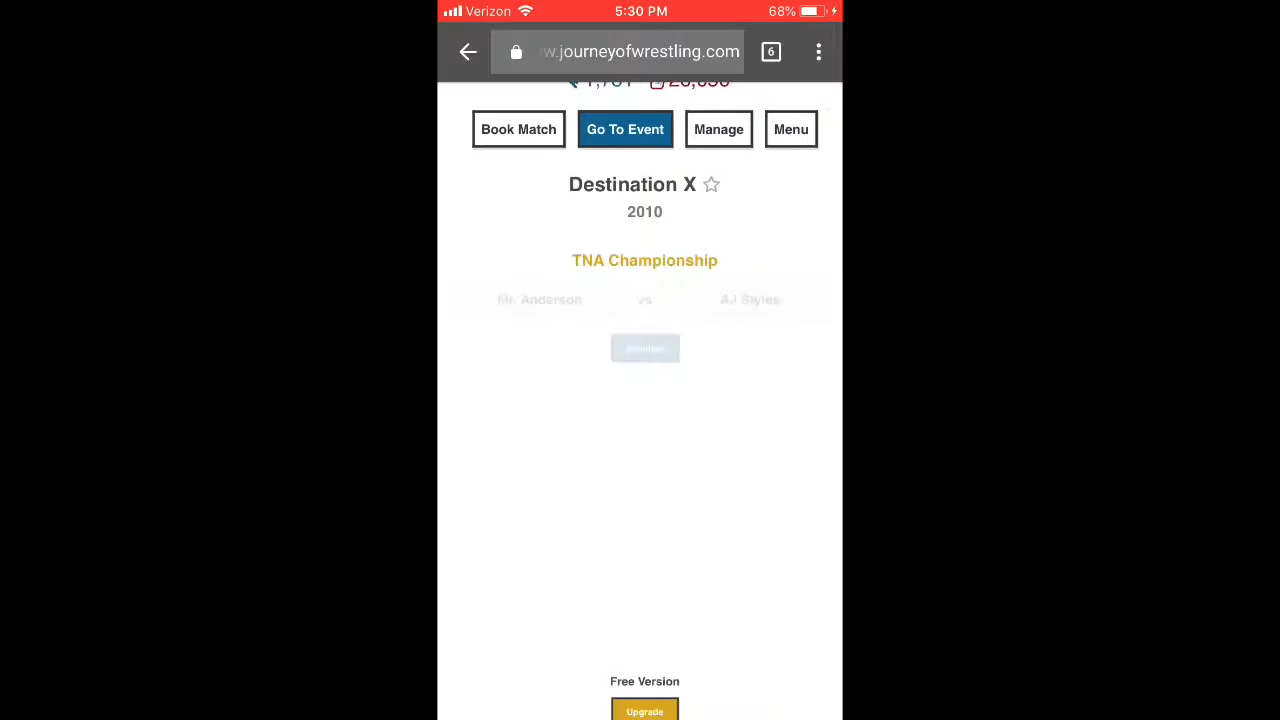 Verizon 5:30 PM 68%
w.journeyofwrestling.com 6
Book Match Go To Event Manage Menu
Destination X
2010
TNA Championship
Mr. Anderson vs AJ Styles
Free Version
Upgrade